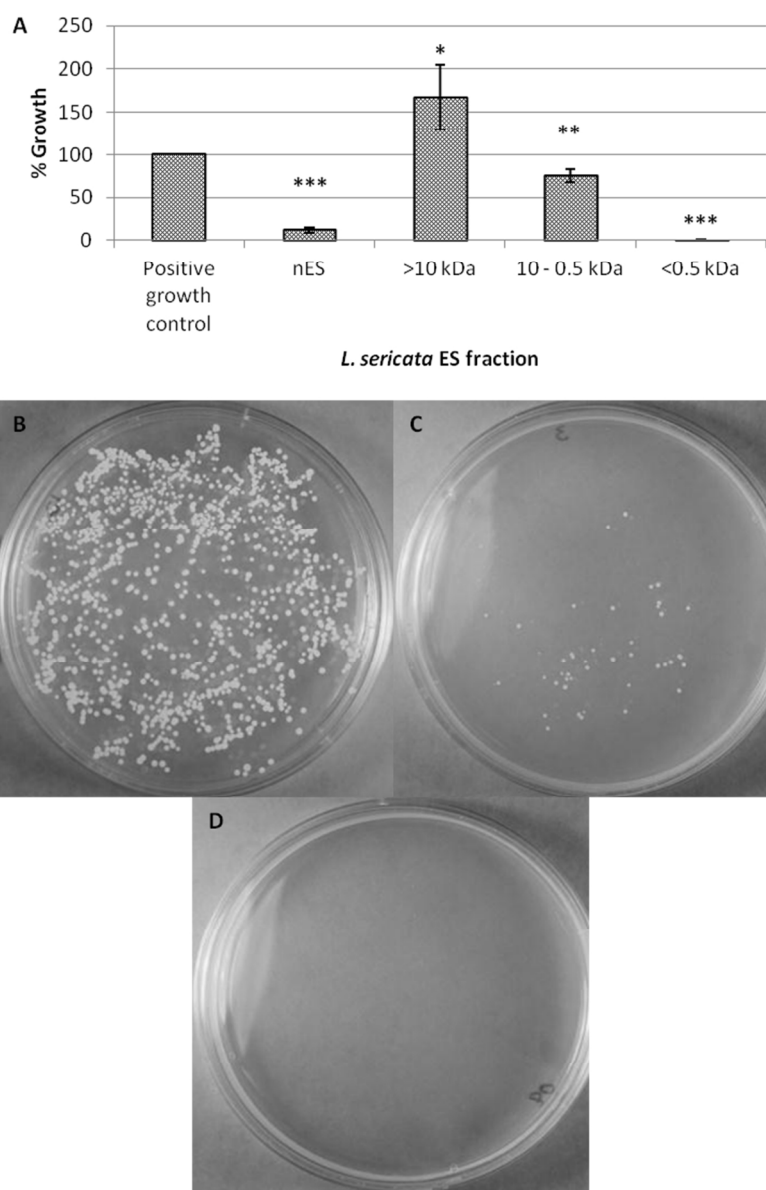 A
250
200
150
100
50
0
% Growth
*
**
***
***
Positive growth control
nES
>10 kDa
10 - 0.5 kDa
<0.5 kDa
L. sericata ES fraction
B
C
3
D